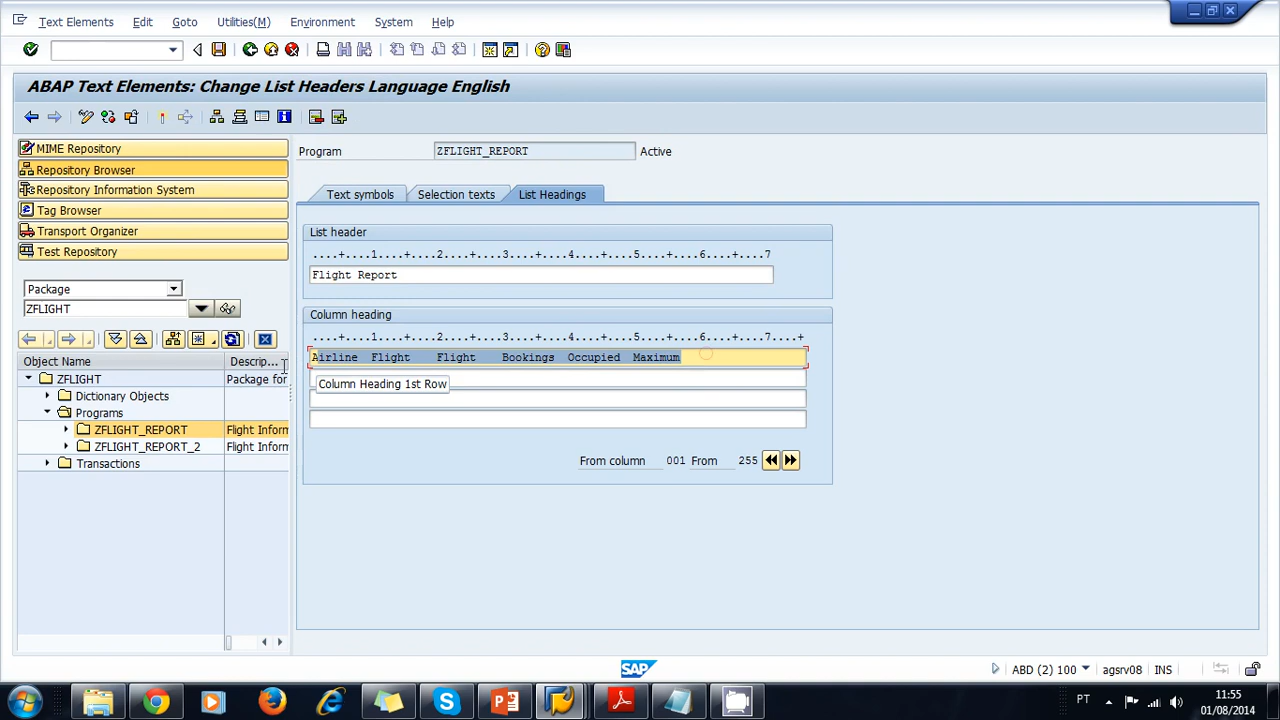 Text Elements Edit Goto Utilities(M) Environment System Help
ABAP Text Elements: Change List Headers Language English
MIME Repository
Repository Browser
Repository Information System
Tag Browser
Transport Organizer
Test Repository
Package
ZFLIGHT
Object Name Descrip...
ZFLIGHT Package for
Dictionary Objects
Programs
ZFLIGHT_REPORT Flight Inform
ZFLIGHT_REPORT_2 Flight Inform
Transactions
Program ZFLIGHT_REPORT Active
Text symbols Selection texts List Headings
List header
....+....1....+....2....+....3....+....4....+....5....+....6....+....7
Flight Report
Column heading
....+....1....+....2....+....3....+....4....+....5....+....6....+....7....+
Airline Flight Flight Bookings Occupied Maximum
Column Heading 1st Row
From column 001 From 255
SAP
ABD (2) 100 agsrv08 INS
PT 11:55
01/08/2014